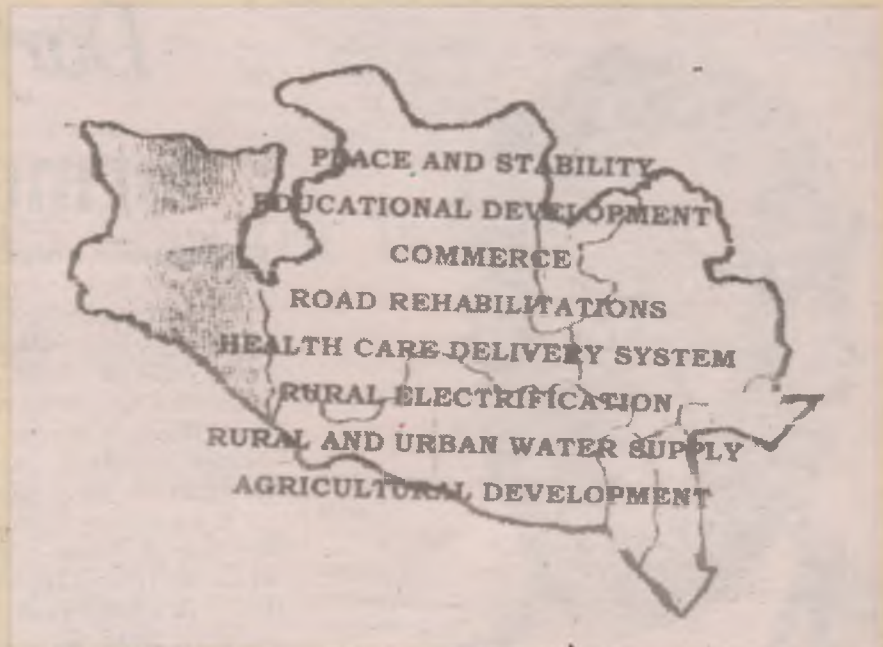 PEACE AND STABILITY
EDUCATIONAL DEVELOPMENT
COMMERCE
ROAD REHABILITATIONS
HEALTH CARE DELIVERY SYSTEM
RURAL ELECTRIFICATION
RURAL AND URBAN WATER SUPPLY
AGRICULTURAL DEVELOPMENT